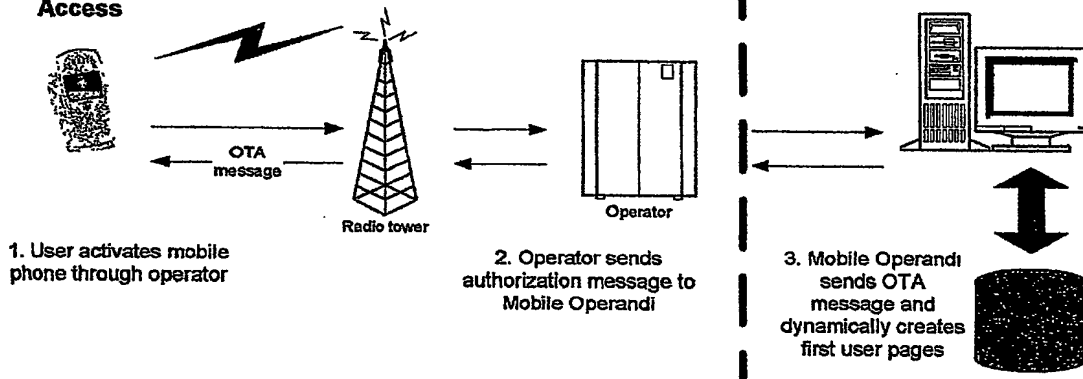 Access
OTA
message
Radio tower
Operator
1. User activates mobile
phone through operator
2. Operator sends
authorization message to
Mobile Operandi
3. Mobile Operandi
sends OTA
message and
dynamically creates
first user pages